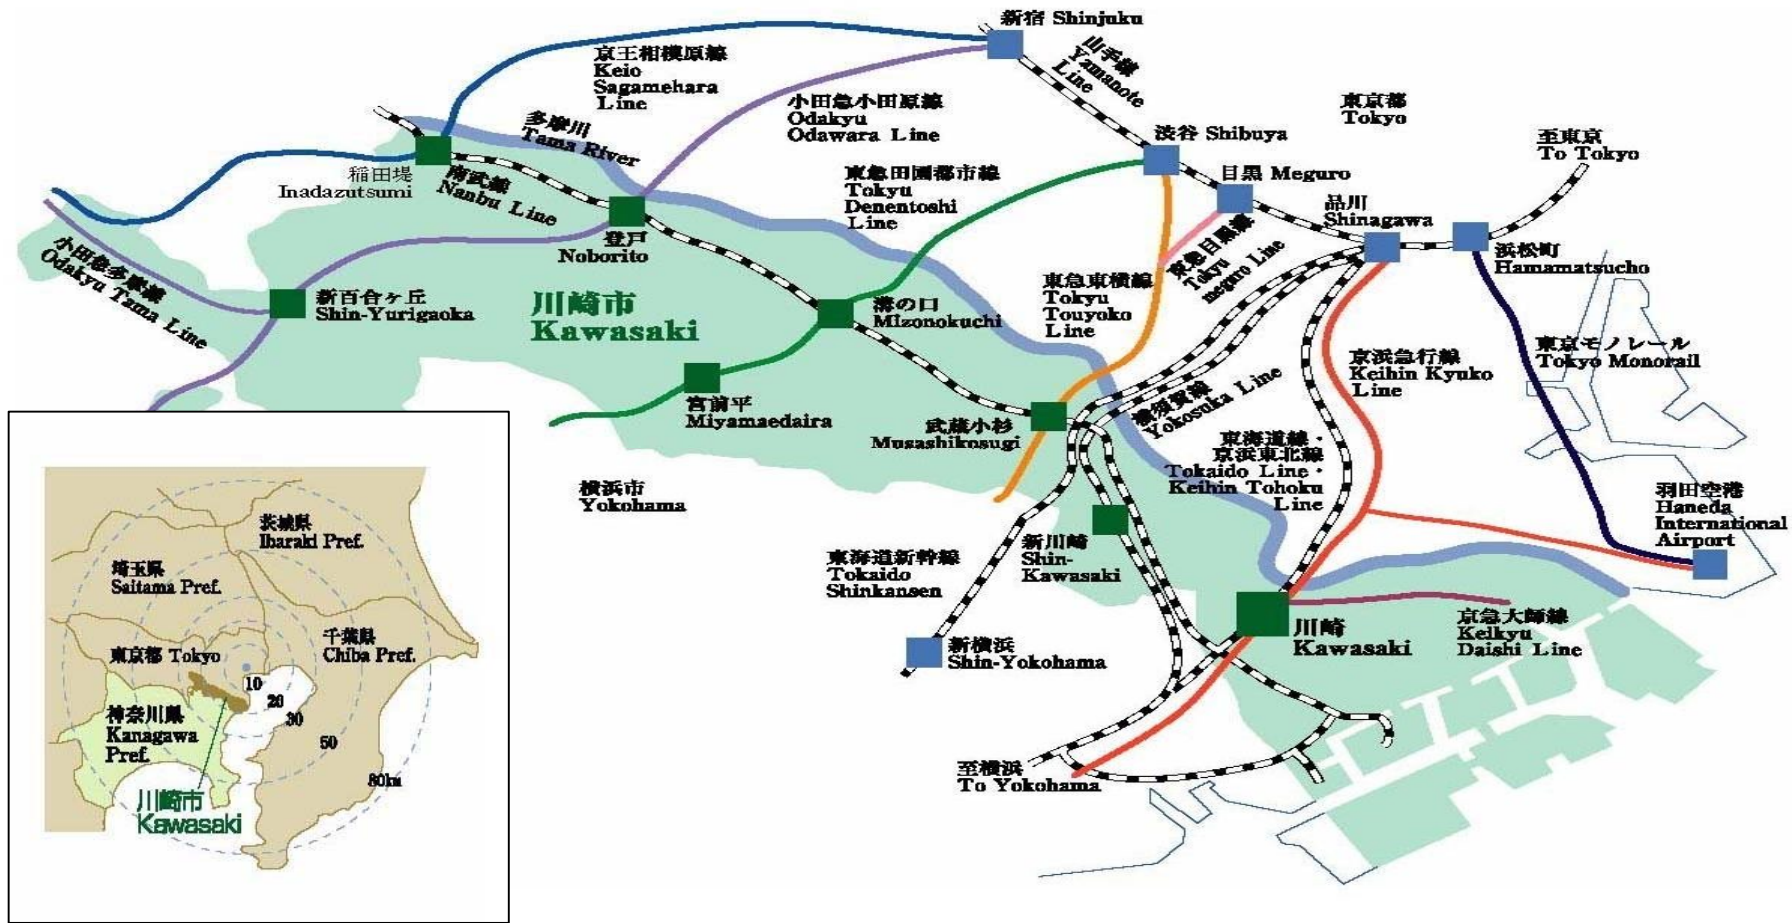 新宿 Shinjuku
京王相模原線
Keio
Sagamehara
Line
山手線
Yamanote
Line
小田急小田原線
Odakyu
Odawara Line
東京都
Tokyo
多摩川
Tama River
渋谷 Shibuya
至東京
To Tokyo
稲田堤
Inadazutsumi
南武線
Nanbu Line
東急田園都市線
Tokyu
Denentoshi
Line
目黒 Meguro
品川
Shinagawa
登戸
Noborito
浜松町
Hamamatsucho
小田急多摩線
Odakyu Tama Line
新百合ヶ丘
Shin-Yurigaoka
川崎市
Kawasaki
溝の口
Mizonokuchi
東急東横線
Tokyu
Touyoko
Line
東急目黒線
Tokyu
meguro Line
京浜急行線
Keihin Kyuko
Line
東京モノレール
Tokyo Monorail
宮前平
Miyamaedaira
武蔵小杉
Musashikosugi
横須賀線
Yokosuka Line
東海道線・
京浜東北線
Tokaido Line・
Keihin Tohoku
Line
横浜市
Yokohama
羽田空港
Haneda
International
Airport
東海道新幹線
Tokaido
Shinkansen
新川崎
Shin-
Kawasaki
川崎
Kawasaki
京急大師線
Keikyu
Daishi Line
新横浜
Shin-Yokohama
至横浜
To Yokohama
茨城県
Ibaraki Pref.
埼玉県
Saitama Pref.
千葉県
Chiba Pref.
東京都 Tokyo
10
20
30
50
80km
神奈川県
Kanagawa
Pref.
川崎市
Kawasaki